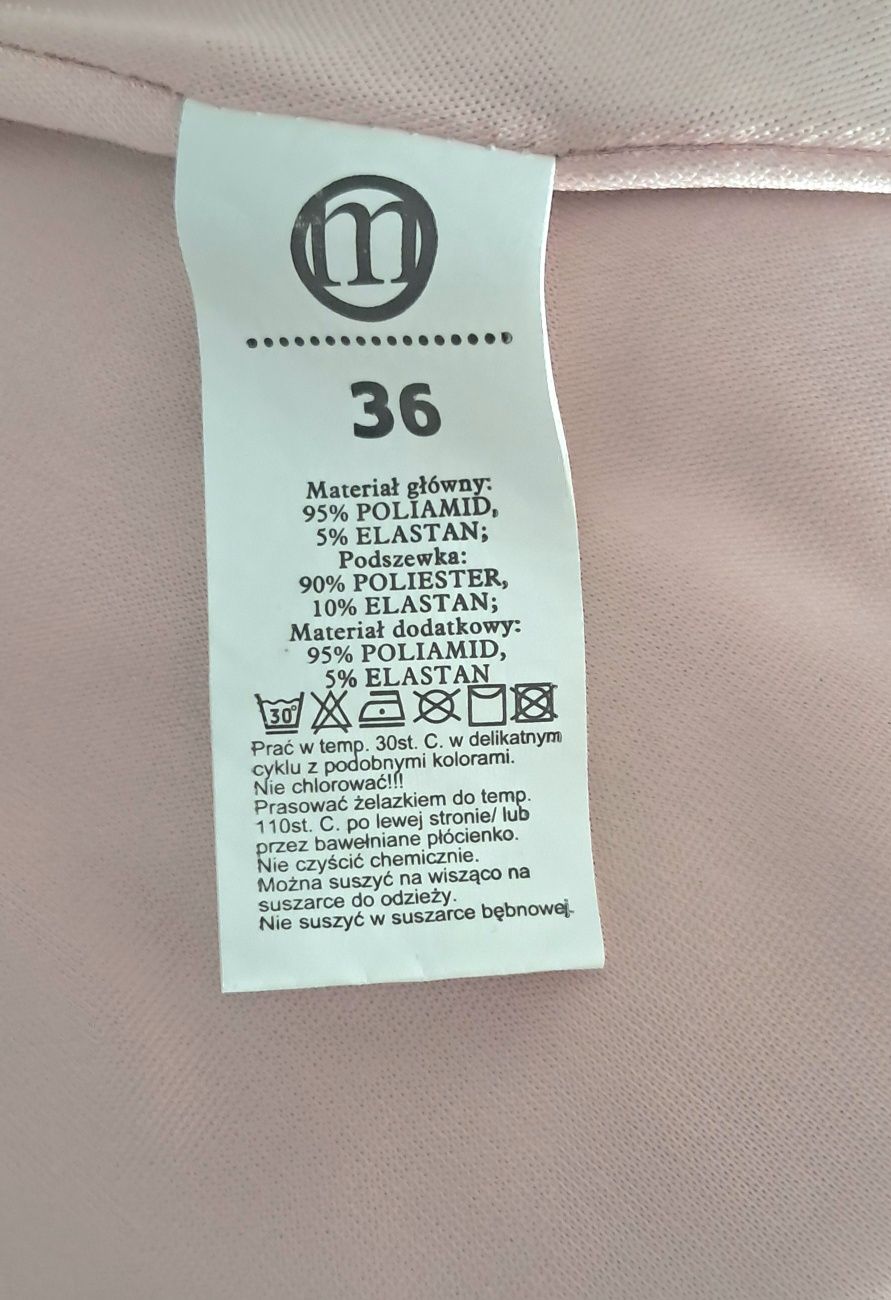 m
36
Materiał główny:
95% POLIAMID,
5% ELASTAN;
Podszewka:
90% POLIESTER,
10% ELASTAN;
Materiał dodatkowy:
95% POLIAMID,
5% ELASTAN
30°
Prać w temp. 30st. C. w delikatnym
cyklu z podobnymi kolorami.
Nie chlorować!!!
Prasować żelazkiem do temp.
110st. C. po lewej stronie/ lub
przez bawełniane płócienko.
Nie czyścić chemicznie.
Można suszyć na wisząco na
suszarce do odzieży.
Nie suszyć w suszarce bębnowej.